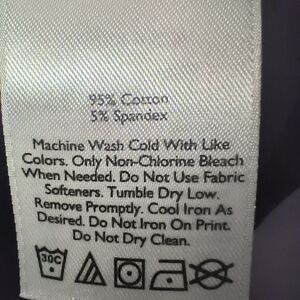 95% Cotton
5% Spandex
Machine Wash Cold With Like
Colors. Only Non-Chlorine Bleach
When Needed. Do Not Use Fabric
Softeners. Tumble Dry Low.
Remove Promptly. Cool Iron As
Desired. Do Not Iron On Print.
Do Not Dry Clean.
30C